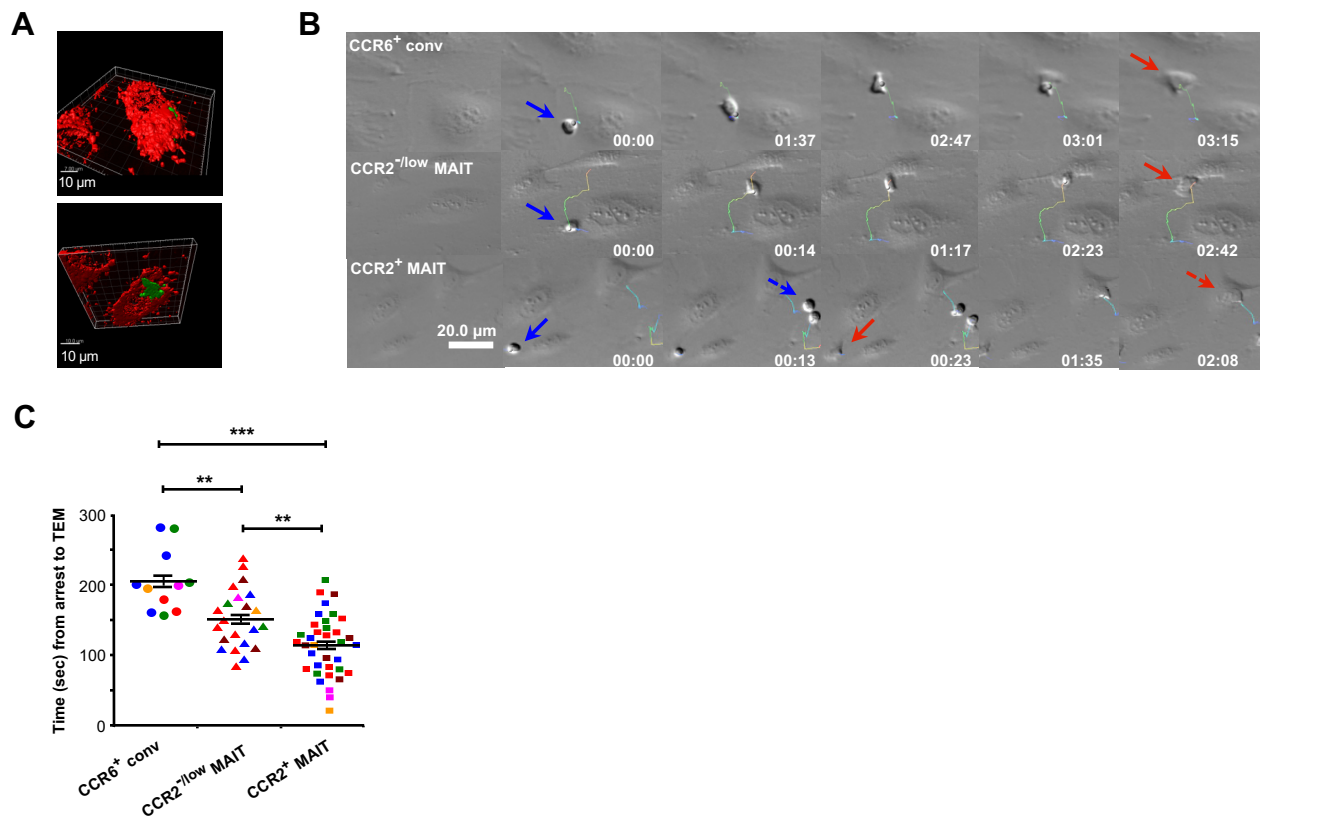 A
B
10 µm
10 µm
CCR6+ conv
00:00
01:37
02:47
03:01
03:15
CCR2-/low MAIT
00:00
00:14
01:17
02:23
02:42
CCR2+ MAIT
20.0 µm
00:00
00:13
00:23
01:35
02:08
C
***
**
**
Time (sec) from arrest to TEM
300
200
100
0
CCR6+ conv
CCR2-/low MAIT
CCR2+ MAIT